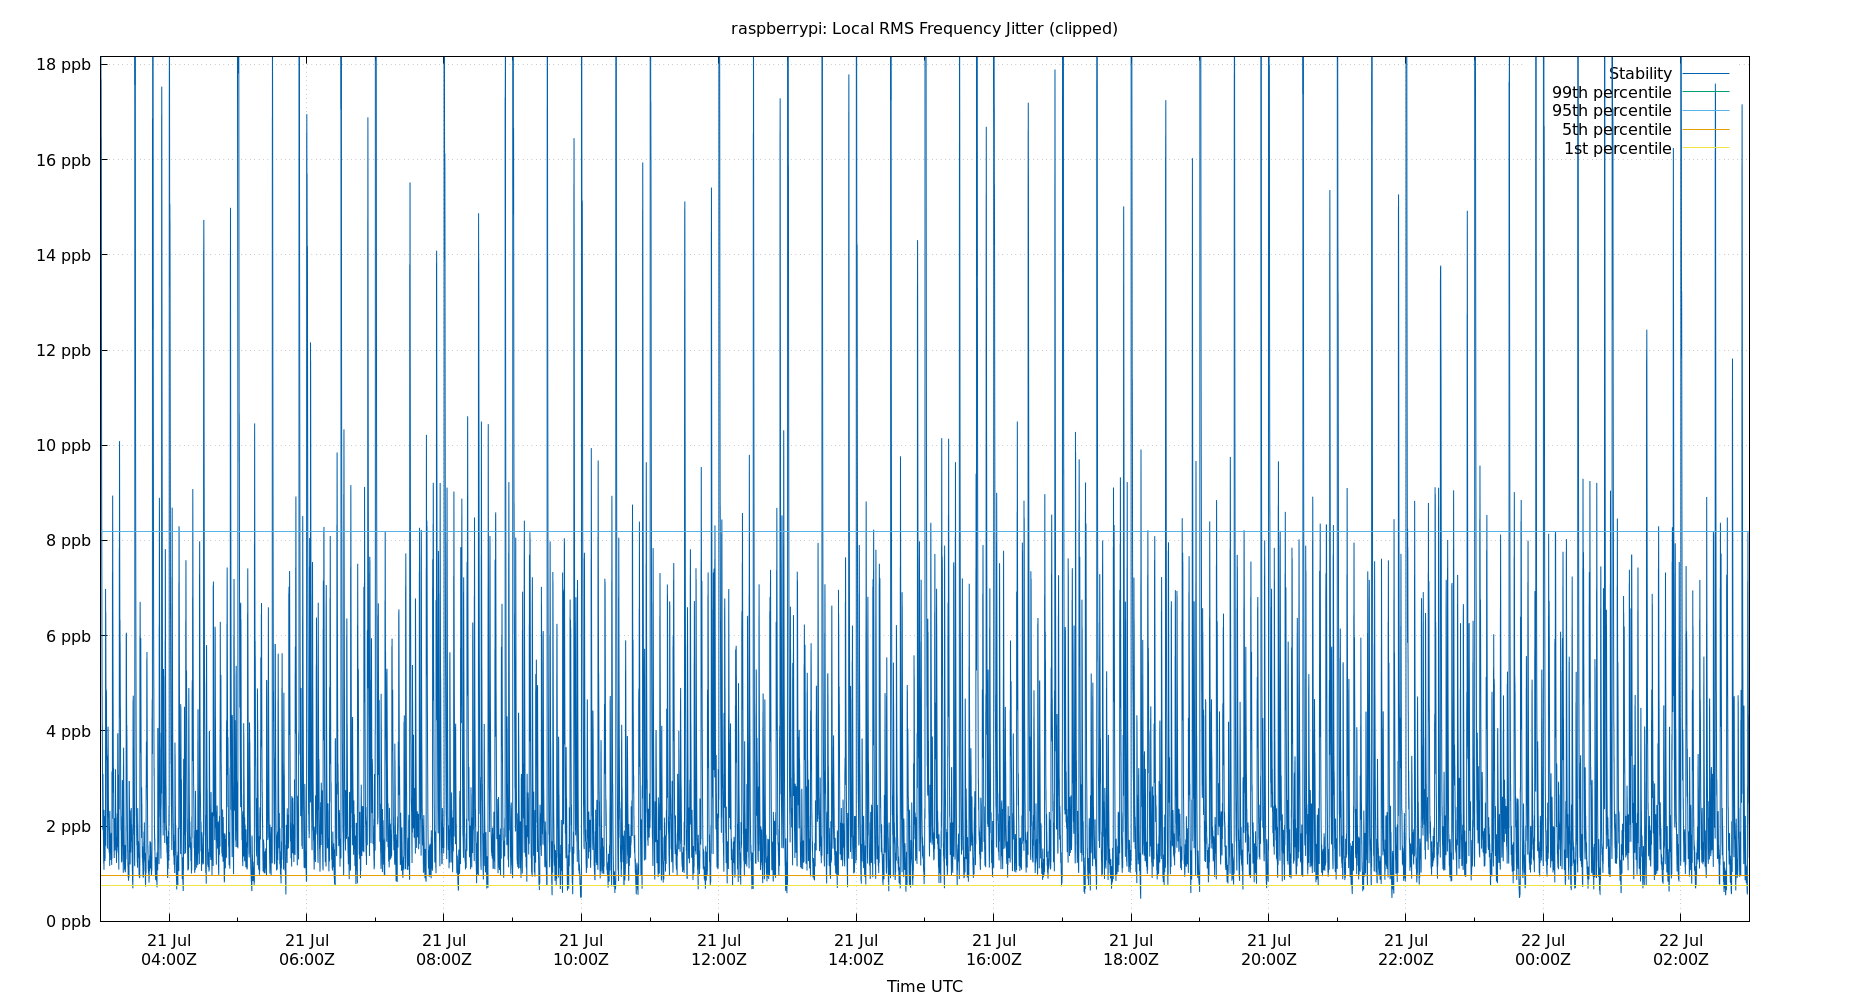 raspberrypi: Local RMS Frequency Jitter (clipped)
18 ppb
16 ppb
14 ppb
12 ppb
10 ppb
8 ppb
6 ppb
4 ppb
2 ppb
0 ppb
Stability
99th percentile
95th percentile
5th percentile
1st percentile
21 Jul
04:00Z
21 Jul
06:00Z
21 Jul
08:00Z
21 Jul
10:00Z
21 Jul
12:00Z
21 Jul
14:00Z
21 Jul
16:00Z
21 Jul
18:00Z
21 Jul
20:00Z
21 Jul
22:00Z
22 Jul
00:00Z
22 Jul
02:00Z
Time UTC